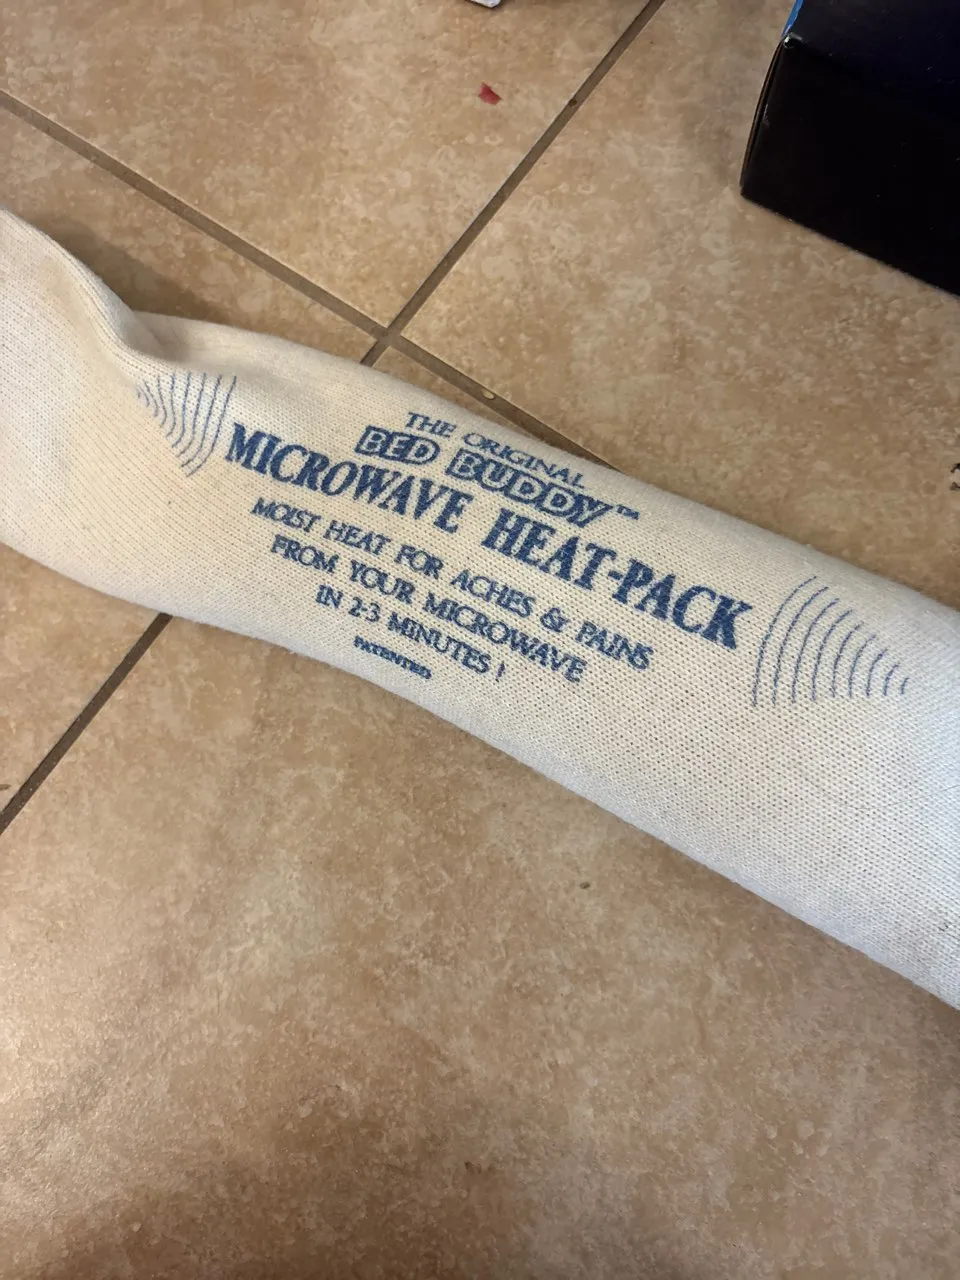 THE ORIGINAL
BED BUDDY™
MICROWAVE HEAT-PACK
MOIST HEAT FOR ACHES & PAINS
FROM YOUR MICROWAVE
IN 2-3 MINUTES!
PATENTED